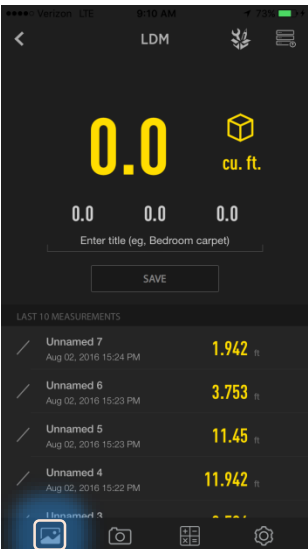 Verizon LTE 9:10 AM 73%
LDM
0.0
cu. ft.
0.0 0.0 0.0
Enter title (eg, Bedroom carpet)
SAVE
LAST 10 MEASUREMENTS
Unnamed 7
1.942 ft
Aug 02, 2016 15:24 PM
Unnamed 6
3.753 ft
Aug 02, 2016 15:23 PM
Unnamed 5
11.45 ft
Aug 02, 2016 15:23 PM
Unnamed 4
11.942 ft
Aug 02, 2016 15:22 PM
Unnamed 3